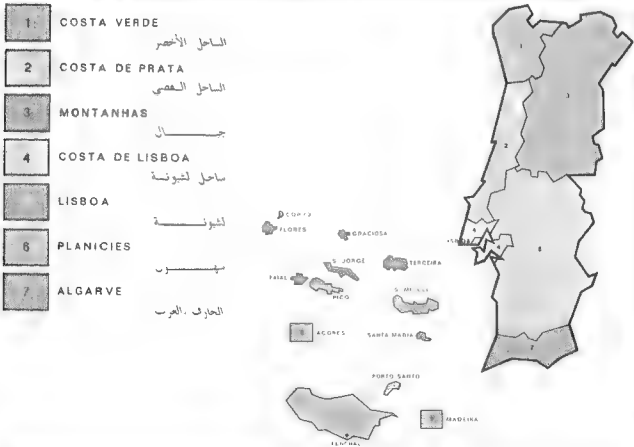 1 COSTA VERDE
الساحل الأخضر
2 COSTA DE PRATA
الساحل الفضي
3 MONTANHAS
جبال
4 COSTA DE LISBOA
ساحل لشبونة
LISBOA
لشبونة
6 PLANICIES
7 ALGARVE
1
3
2
6
7
CORVO
FLORES
GRACIOSA
S. JORGE
TERCEIRA
FAIAL
PICO
S. MIGUEL
AÇORES
SANTA MARIA
PORTO SANTO
MADEIRA
FUNCHAL